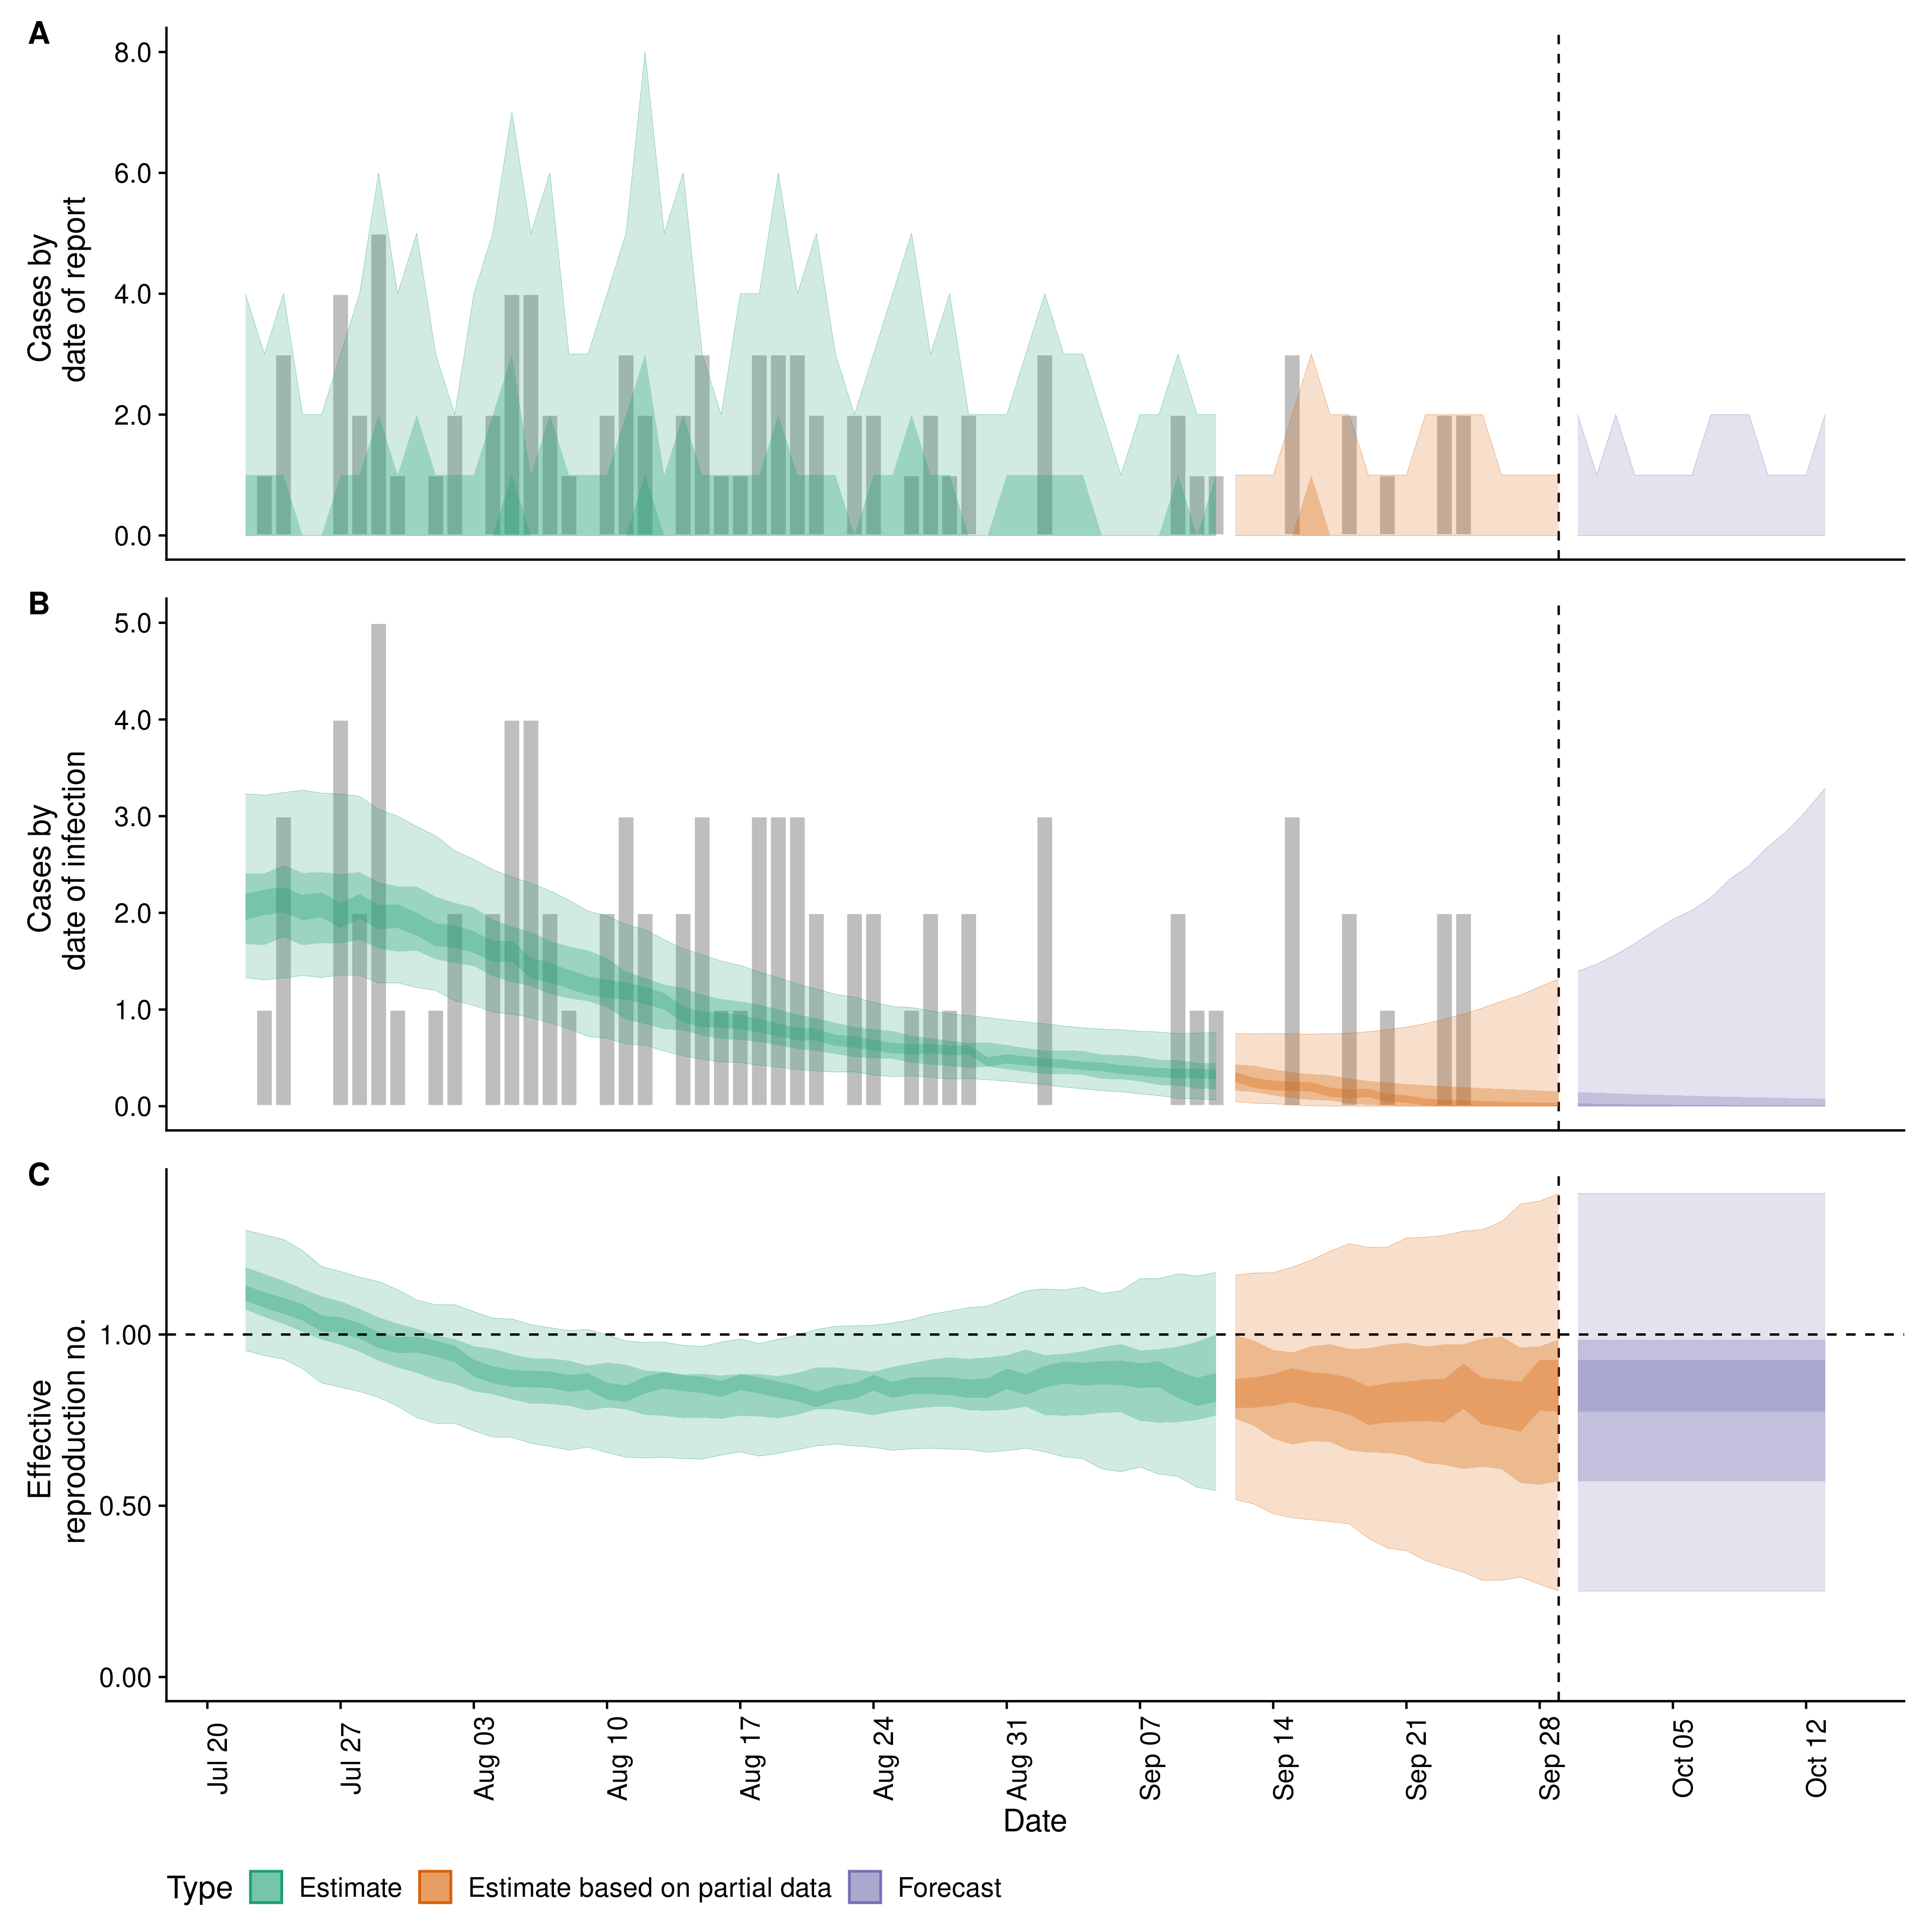 A
8.0
6.0
4.0
2.0
0.0
Cases by
date of report
B
5.0
4.0
3.0
2.0
1.0
0.0
Cases by
date of infection
C
1.00
0.50
0.00
Effective
reproduction no.
Jul 20
Jul 27
Aug 03
Aug 10
Aug 17
Aug 24
Aug 31
Sep 07
Sep 14
Sep 21
Sep 28
Oct 05
Oct 12
Date
Type Estimate Estimate based on partial data Forecast